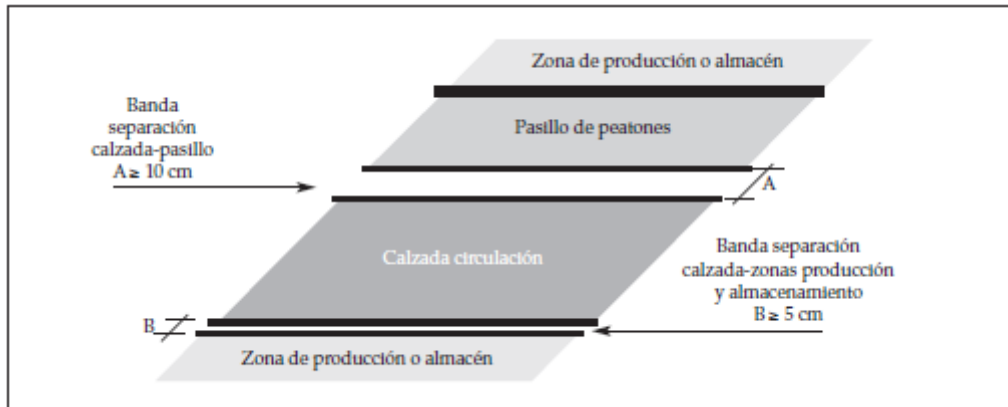 Zona de producción o almacén
Banda
separación
calzada-pasillo
A ≥ 10 cm
Pasillo de peatones
A
Calzada circulación
Banda separación
calzada-zonas producción
y almacenamiento
B ≥ 5 cm
B
Zona de producción o almacén